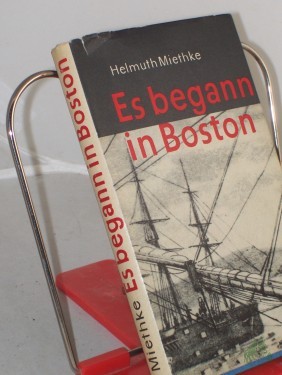 Helmuth Miethke
Es begann
in Boston
Miethke Es begann in Boston